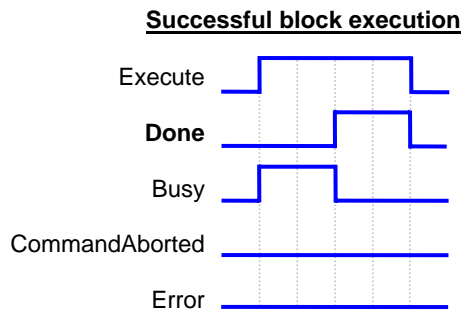 Successful block execution
Execute
Done
Busy
CommandAborted
Error